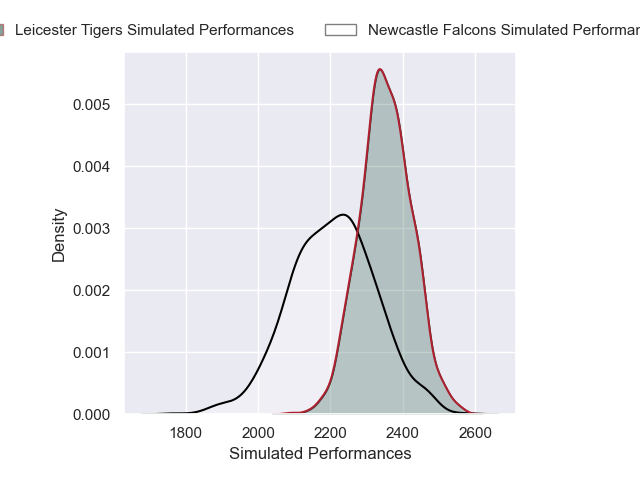 Leicester Tigers Simulated Performances
Newcastle Falcons Simulated
Density
0.005
0.004
0.003
0.002
0.001
0.000
1800 2000 2200 2400 2600
Simulated Performances